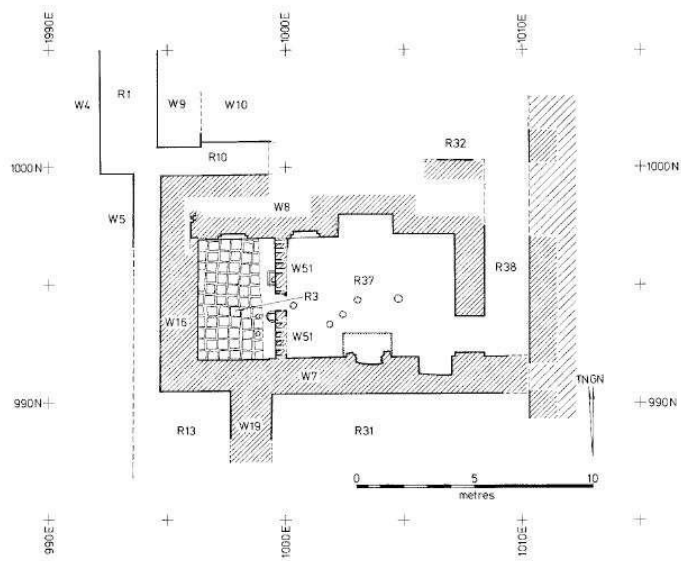 1990E
1000E
1010E
W4
R1
W9
W10
R10
R32
1000N
1000N
W5
W8
W51
R37
R38
R3
W16
W51
W7
TNGN
990N
990N
R13
W19
R31
0 5 10
metres
990E
1000E
1010E